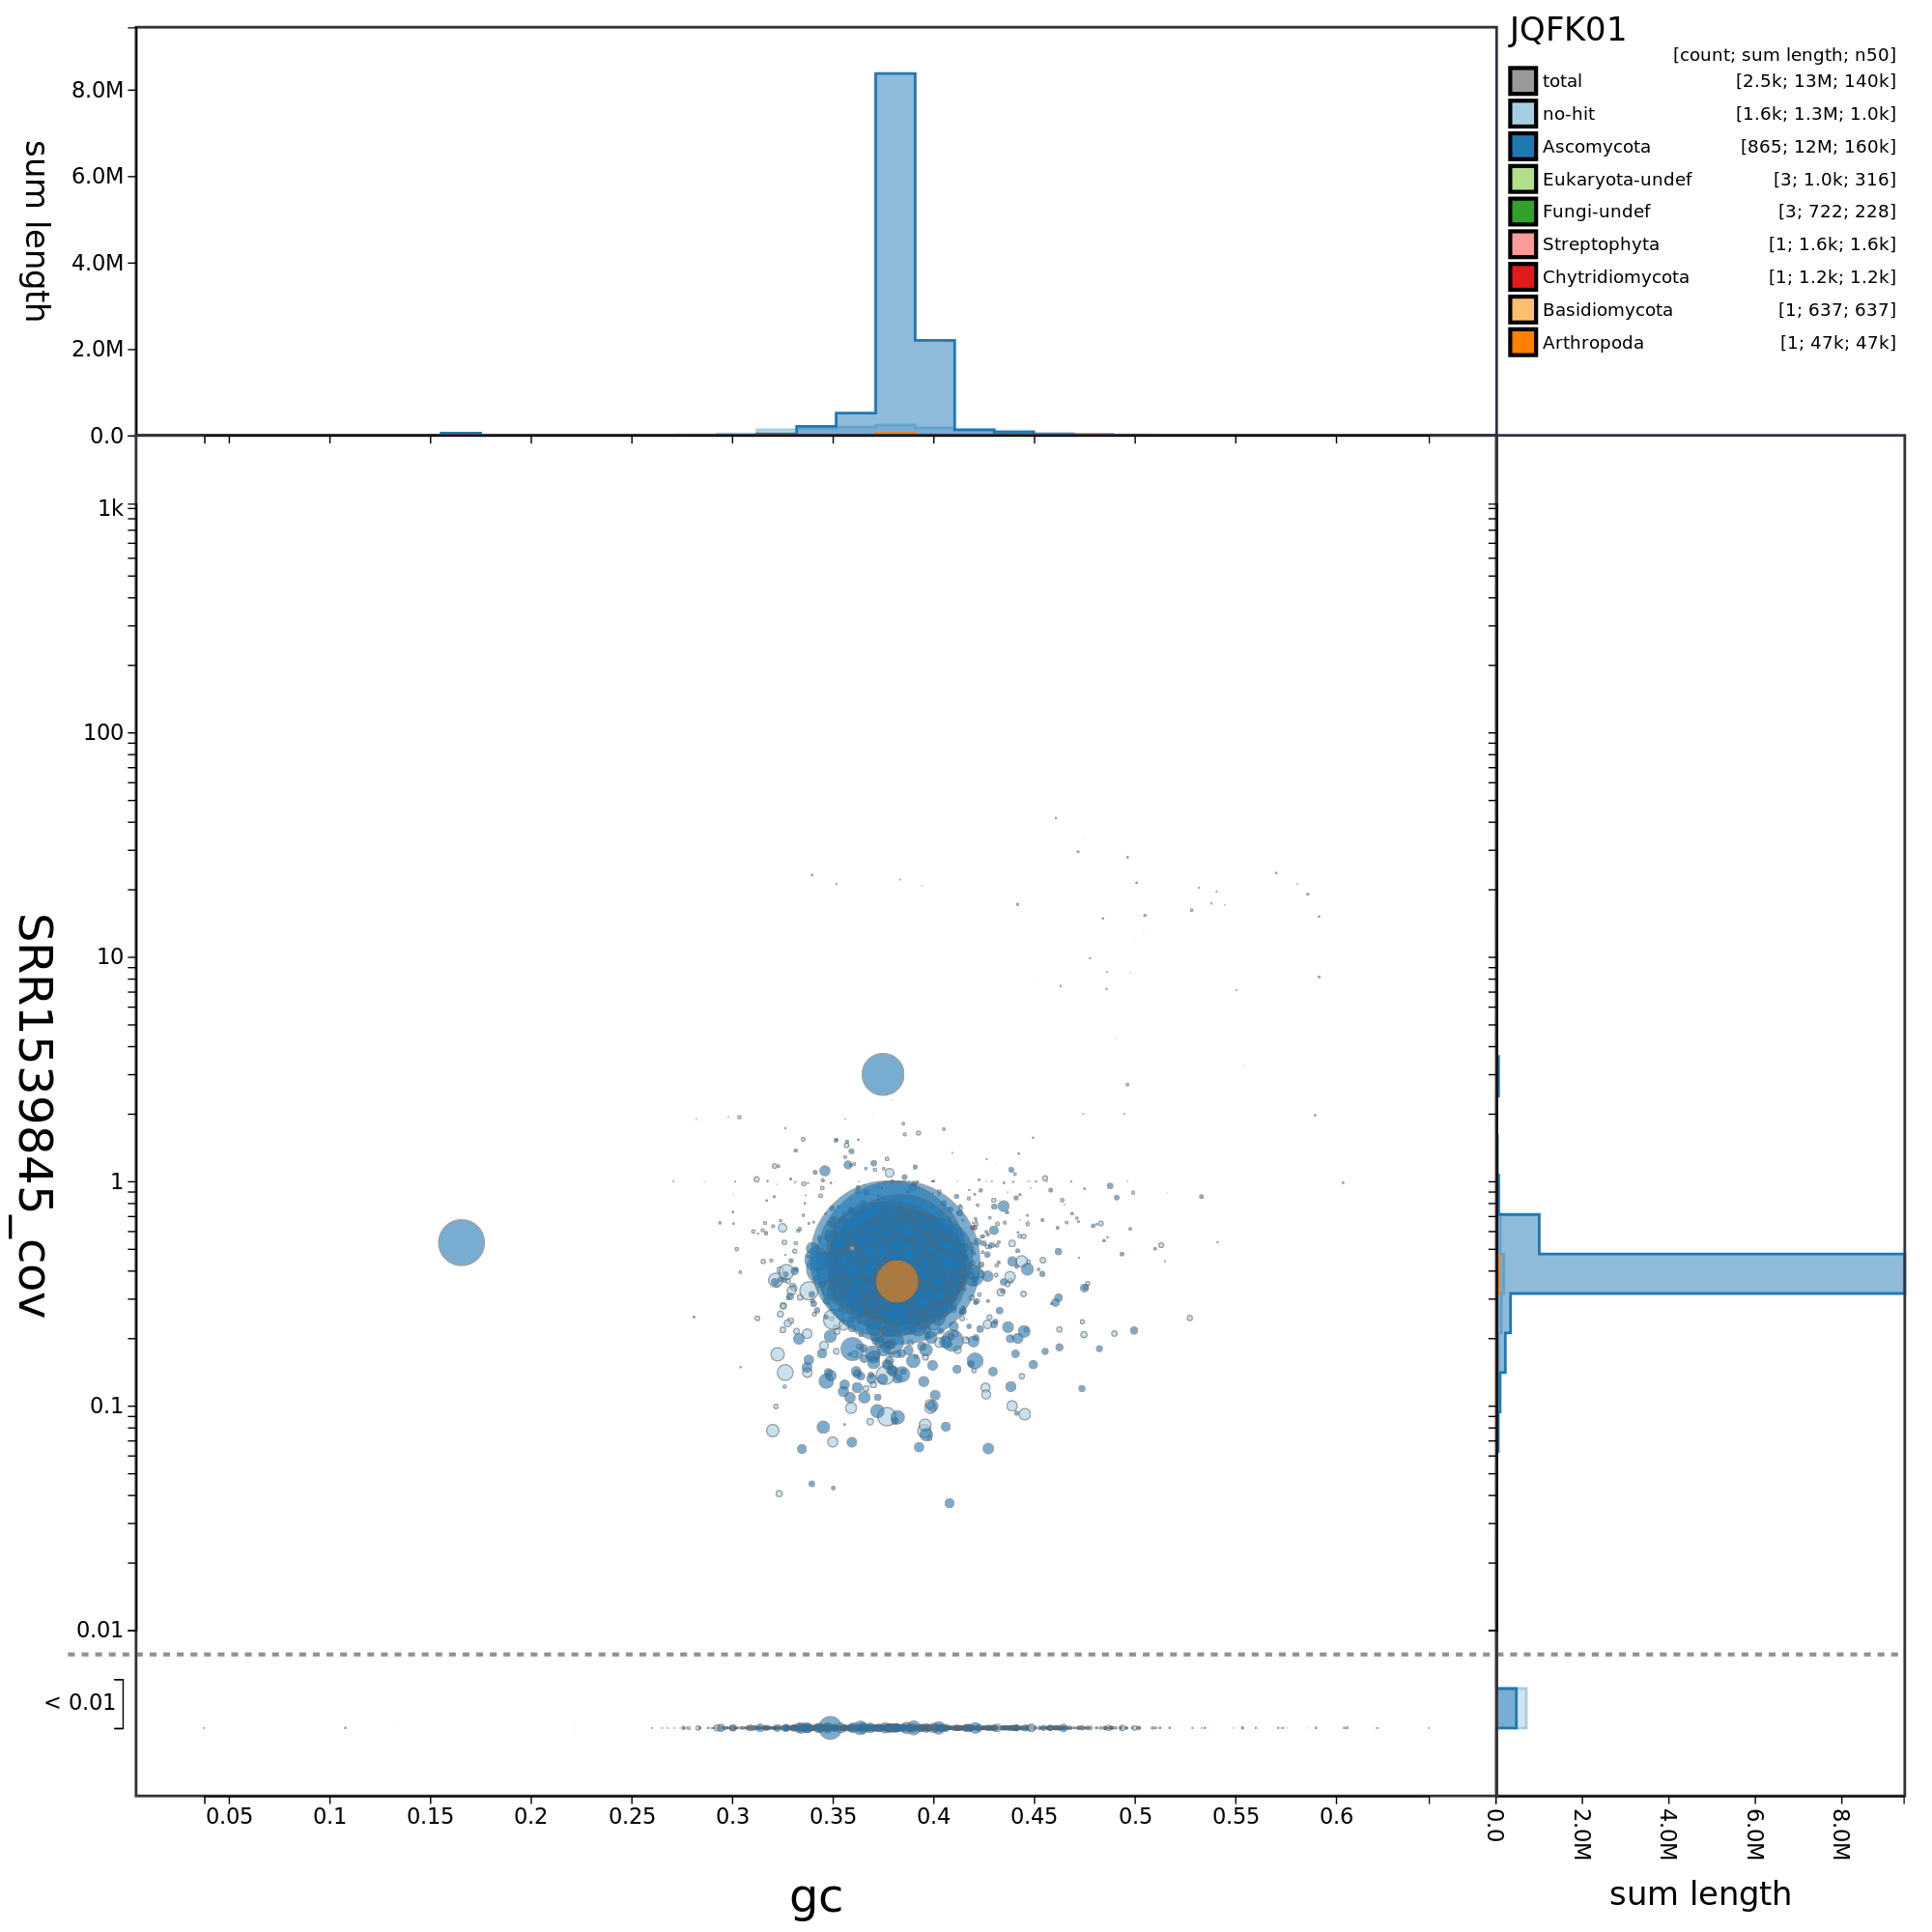 JQFK01
[count; sum length; n50]
total [2.5k; 13M; 140k]
no-hit [1.6k; 1.3M; 1.0k]
Ascomycota [865; 12M; 160k]
Eukaryota-undef [3; 1.0k; 316]
Fungi-undef [3; 722; 228]
Streptophyta [1; 1.6k; 1.6k]
Chytridiomycota [1; 1.2k; 1.2k]
Basidiomycota [1; 637; 637]
Arthropoda [1; 47k; 47k]
sum length
8.0M
6.0M
4.0M
2.0M
0.0
SRR1539845_cov
1k
100
10
1
0.1
0.01
< 0.01
0.05 0.1 0.15 0.2 0.25 0.3 0.35 0.4 0.45 0.5 0.55 0.6
gc
0.0 2.0M 4.0M 6.0M 8.0M
sum length